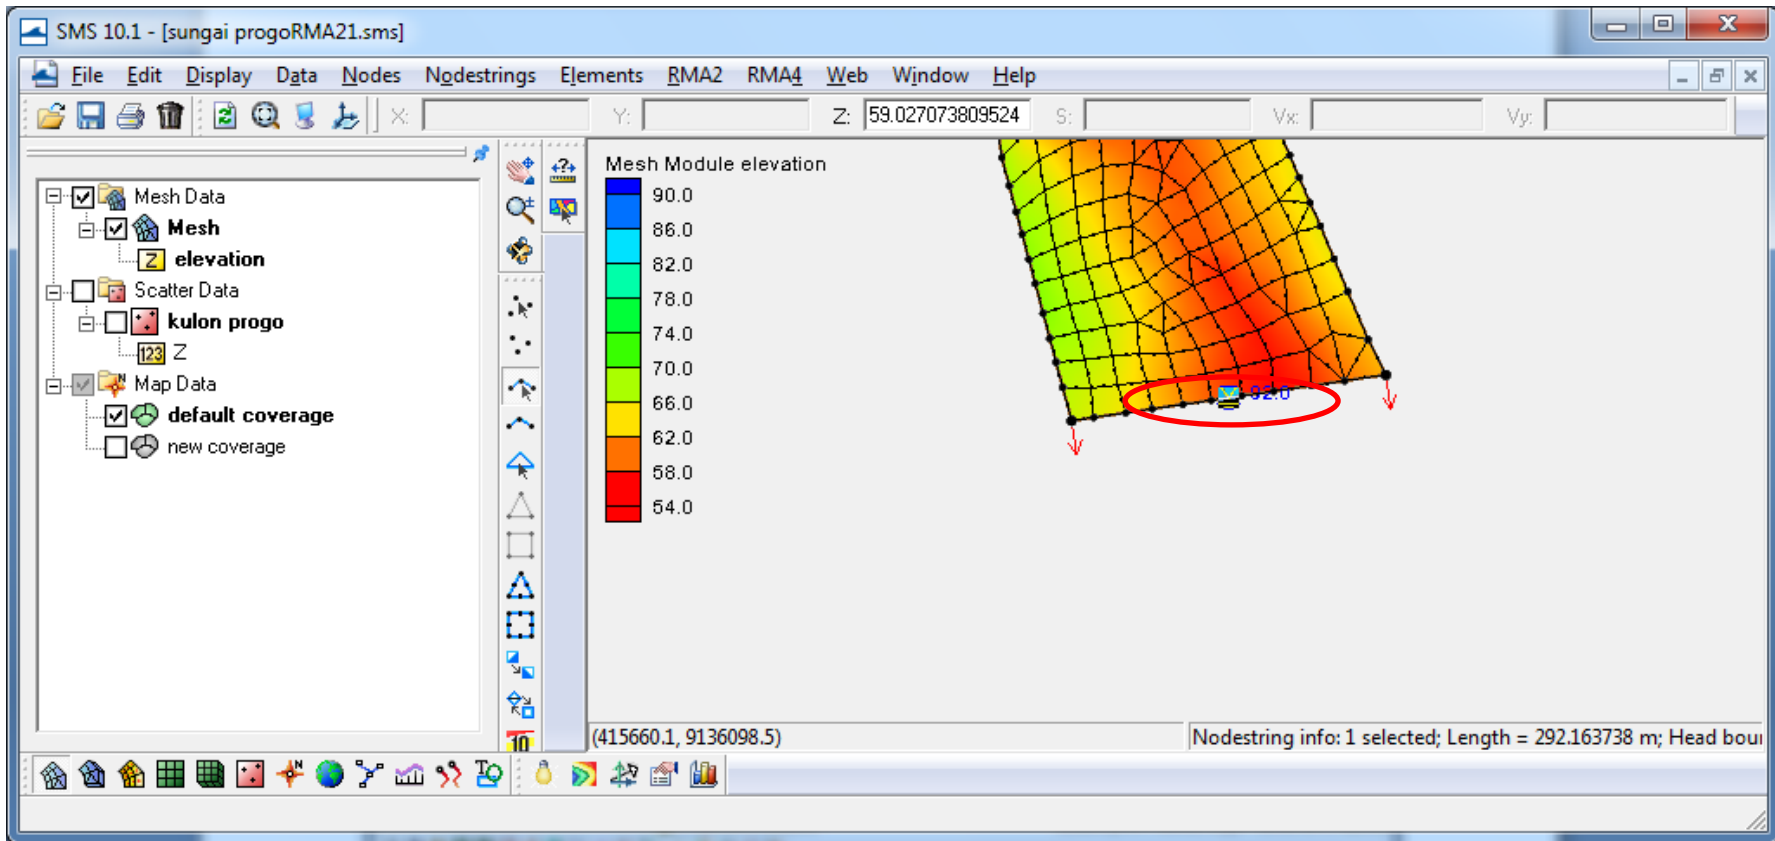 SMS 10.1 - [sungai progoRMA21.sms]
File Edit Display Data Nodes Nodestrings Elements RMA2 RMA4 Web Window Help
X: Y: Z: 59.027073809524 S: Vx: Vy:
Mesh Data
Mesh
Z elevation
Scatter Data
kulon progo
123 Z
Map Data
default coverage
new coverage
10
Mesh Module elevation
90.0
86.0
82.0
78.0
74.0
70.0
66.0
62.0
58.0
54.0
92.0
(415660.1, 9136098.5)
Nodestring info: 1 selected; Length = 292.163738 m; Head bou